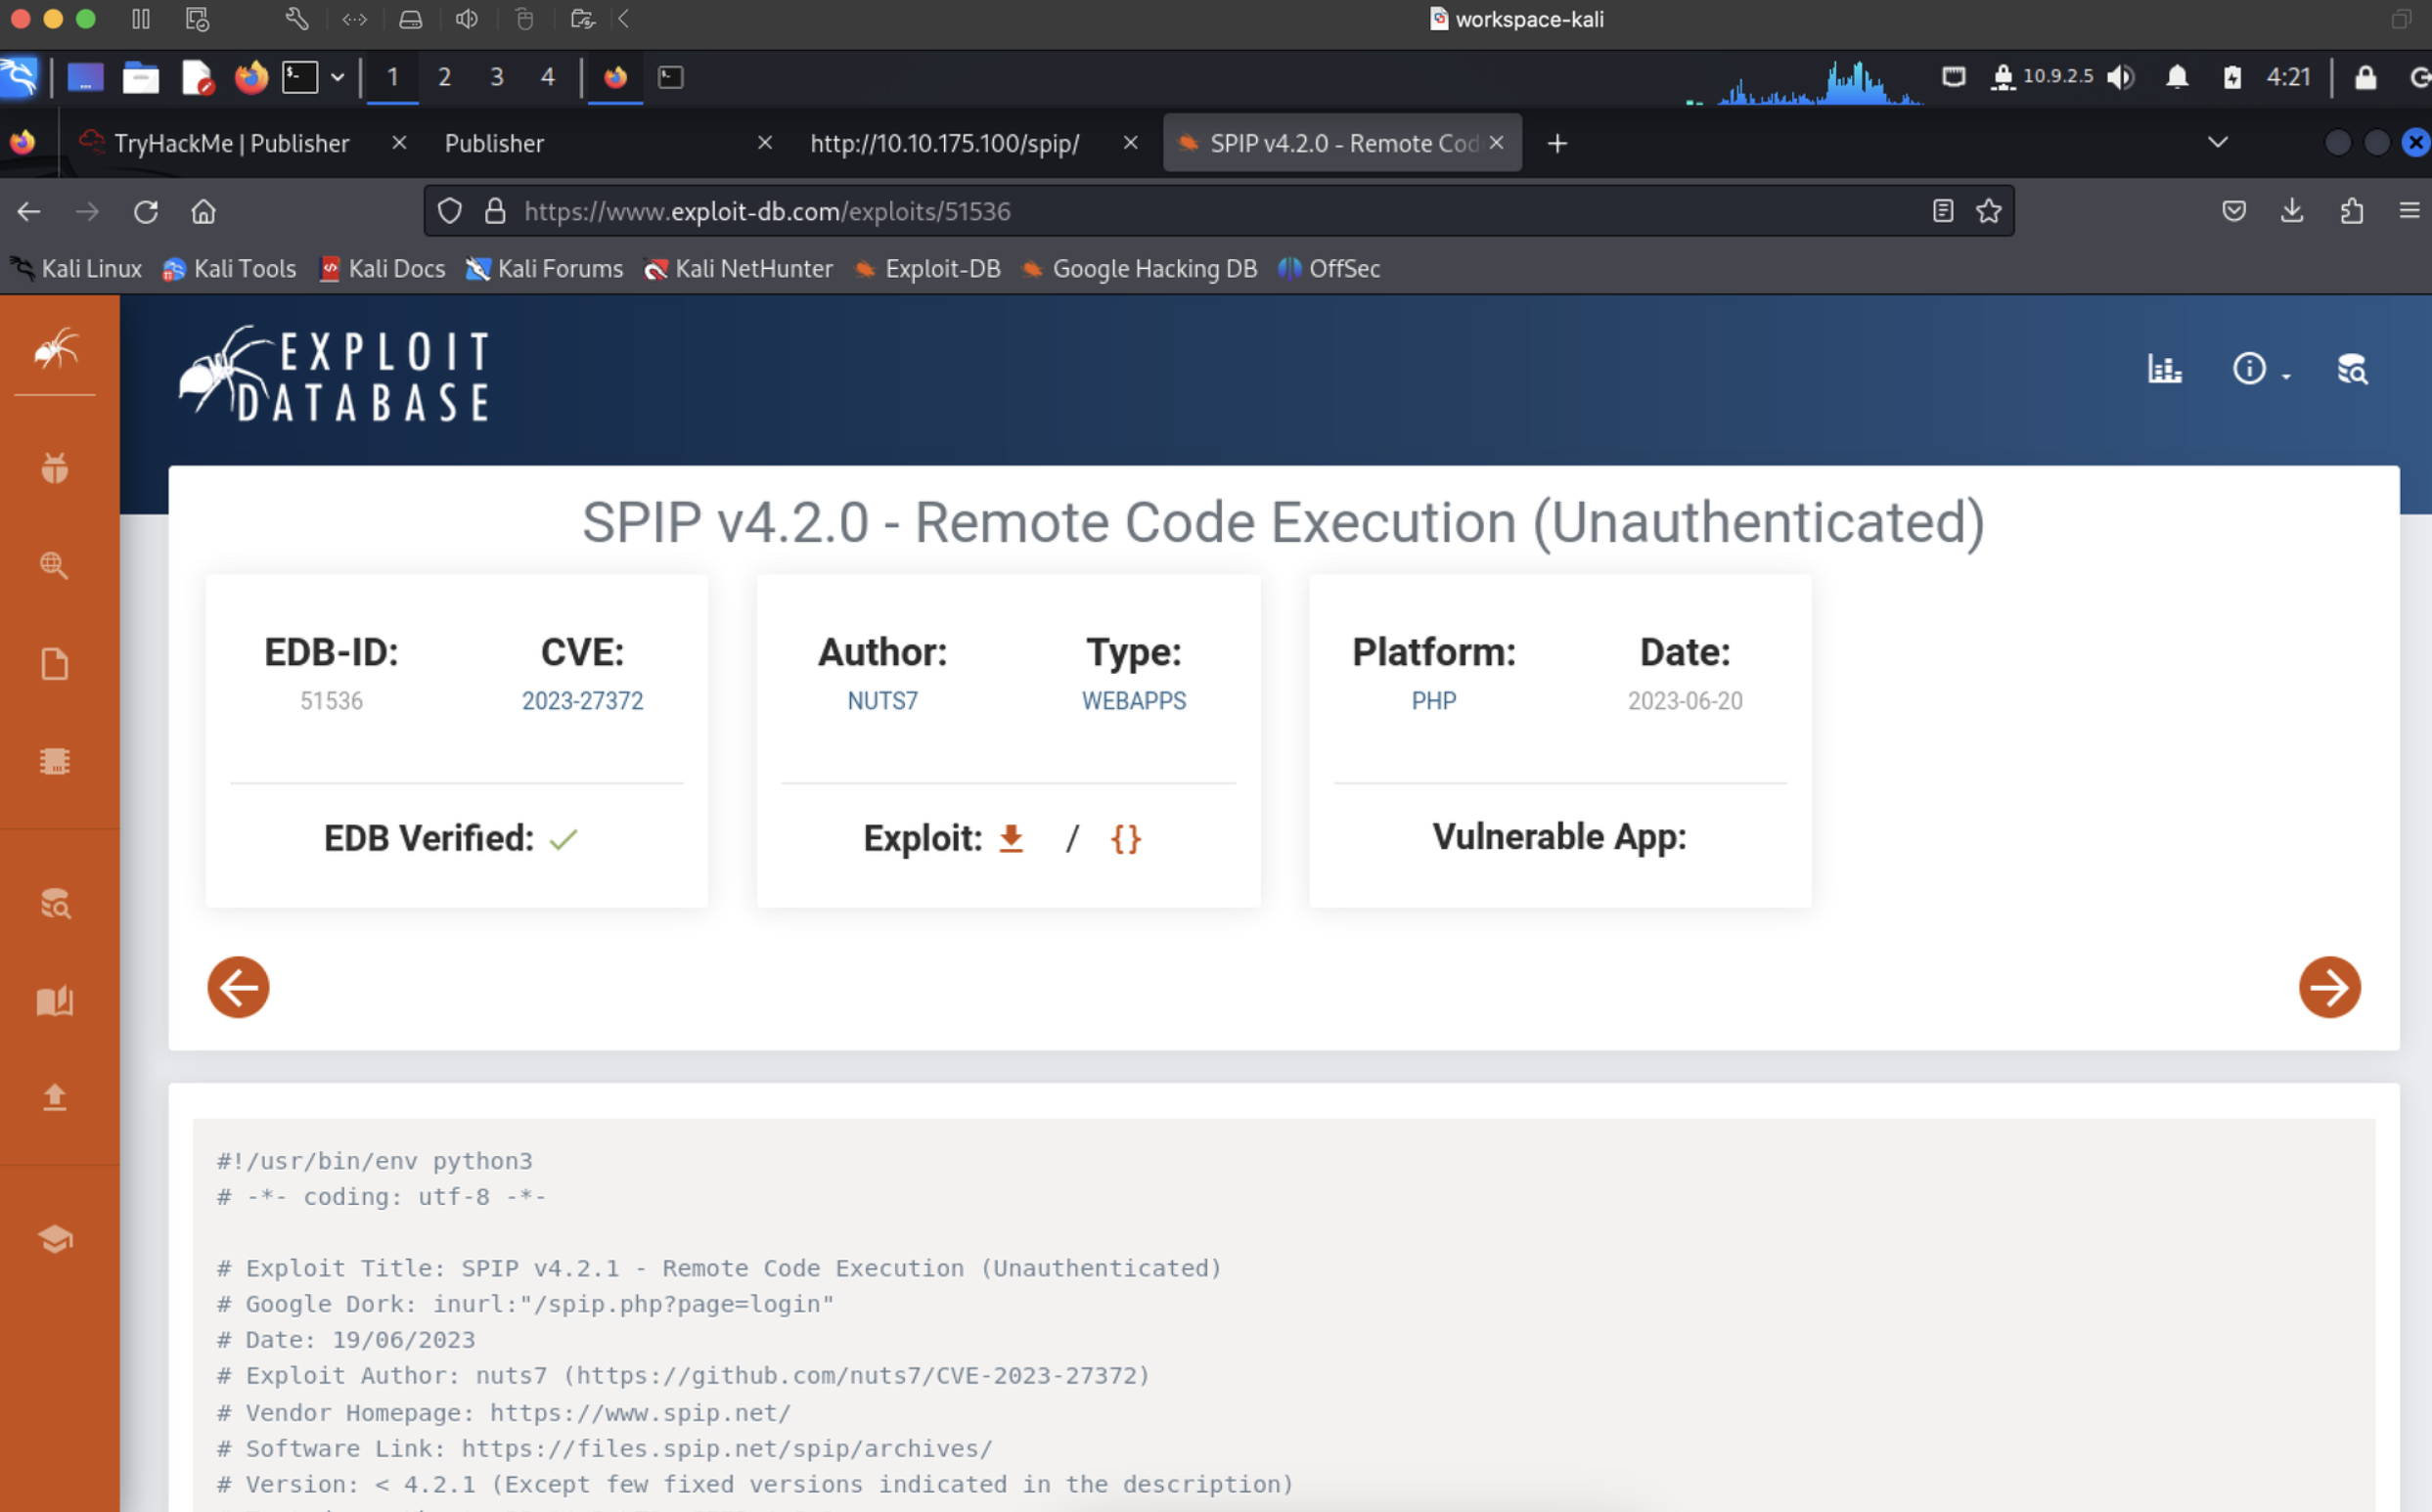 workspace-kali
1 2 3 4 10.9.2.5 4:21
TryHackMe | Publisher Publisher http://10.10.175.100/spip/ SPIP v4.2.0 - Remote Cod
https://www.exploit-db.com/exploits/51536
Kali Linux Kali Tools Kali Docs Kali Forums Kali NetHunter Exploit-DB Google Hacking DB OffSec
EXPLOIT
DATABASE
SPIP v4.2.0 - Remote Code Execution (Unauthenticated)
EDB-ID: CVE: Author: Type: Platform: Date:
51536 2023-27372 NUTS7 WEBAPPS PHP 2023-06-20
EDB Verified: Exploit: / {} Vulnerable App:
#!/usr/bin/env python3
# -*- coding: utf-8 -*-
# Exploit Title: SPIP v4.2.1 - Remote Code Execution (Unauthenticated)
# Google Dork: inurl:"/spip.php?page=login"
# Date: 19/06/2023
# Exploit Author: nuts7 (https://github.com/nuts7/CVE-2023-27372)
# Vendor Homepage: https://www.spip.net/
# Software Link: https://files.spip.net/spip/archives/
# Version: < 4.2.1 (Except few fixed versions indicated in the description)